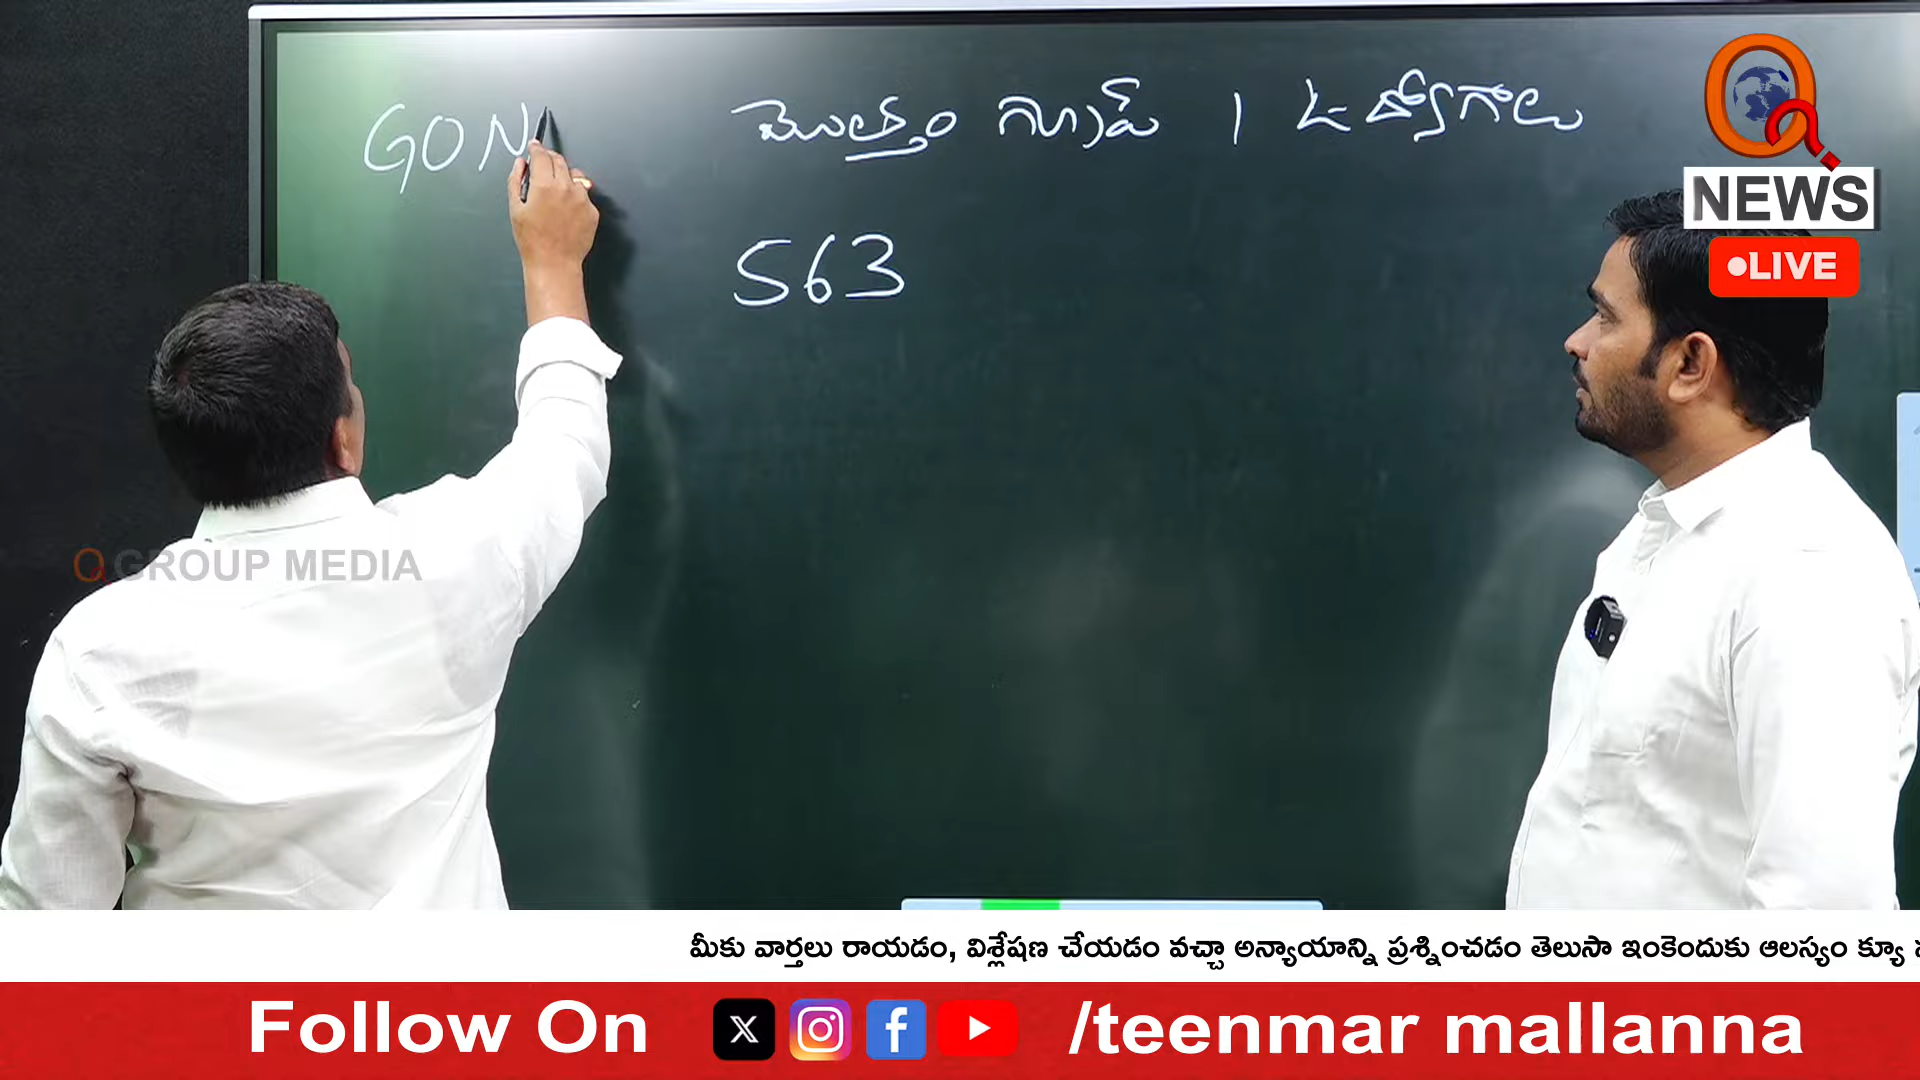 GON
మొత్తం గ్రూప్ 1 ఉద్యోగాలు
563
Q
NEWS
LIVE
Q GROUP MEDIA
మీకు వార్తలు రాయడం, విశ్లేషణ చేయడం వచ్చా అన్యాయాన్ని ప్రశ్నించడం తెలుసా ఇంకెందుకు ఆలస్యం క్యూ
Follow On /teenmar mallanna